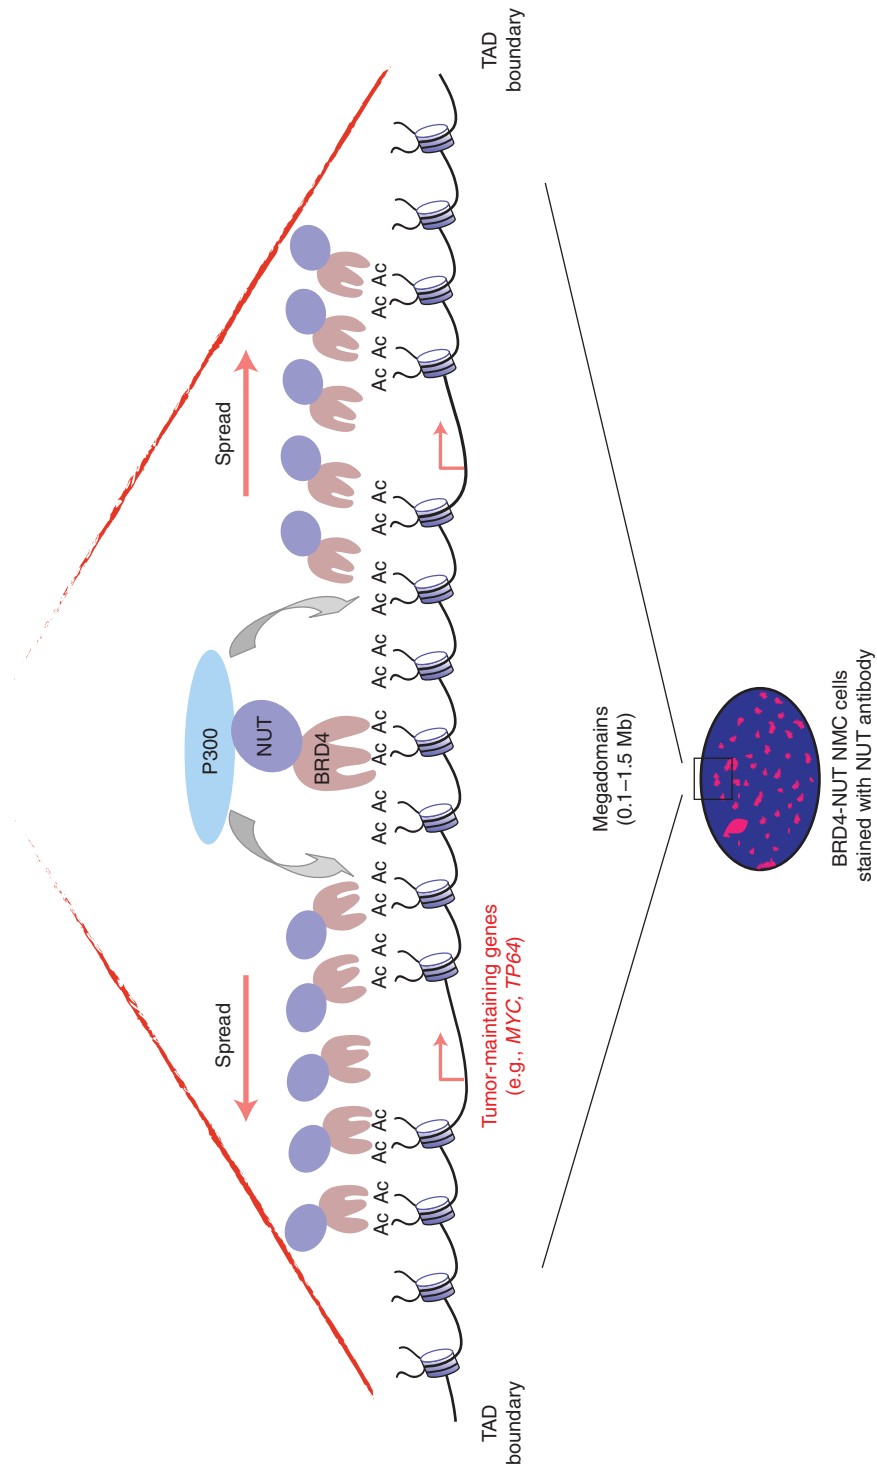 P300
Spread
Spread
NUT
BRD4
Ac Ac Ac Ac Ac Ac Ac Ac Ac Ac Ac Ac Ac Ac Ac Ac Ac Ac Ac Ac Ac Ac
TAD
boundary
Tumor-maintaining genes
(e.g., MYC, TP64)
TAD
boundary
Megadomains
(0.1–1.5 Mb)
BRD4-NUT NMC cells
stained with NUT antibody